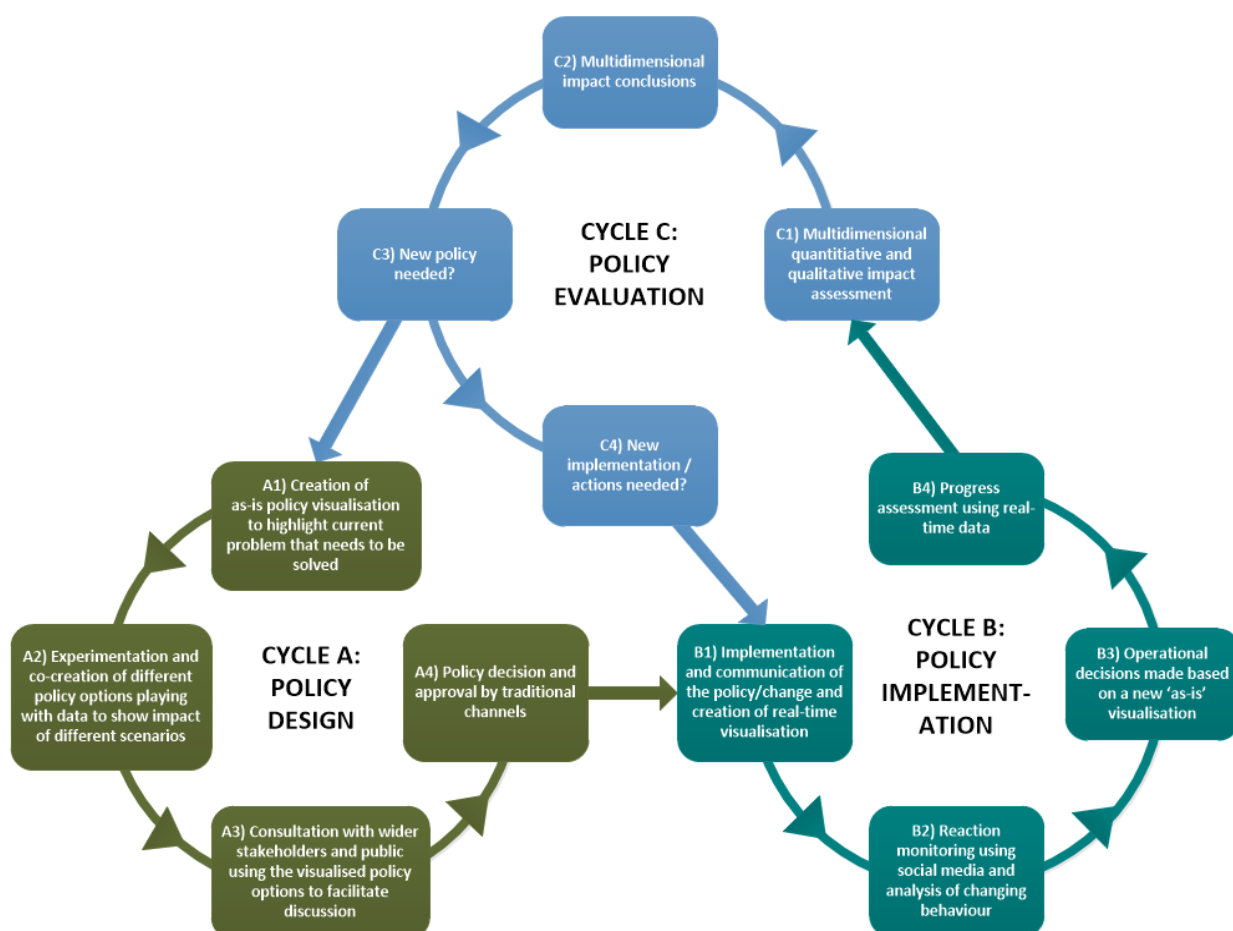 C2) Multidimensional
impact conclusions
C3) New policy
needed?
CYCLE C:
POLICY
EVALUATION
C1) Multidimensional
quantitiative and
qualitative impact
assessment
C4) New
implementation /
actions needed?
A1) Creation of
as-is policy visualisation
to highlight current
problem that needs to be
solved
B4) Progress
assessment using real-
time data
A2) Experimentation and
co-creation of different
policy options playing
with data to show impact
of different scenarios
CYCLE A:
POLICY
DESIGN
A4) Policy decision and
approval by traditional
channels
B1) Implementation
and communication of
the policy/change and
creation of real-time
visualisation
CYCLE B:
POLICY
IMPLEMENT-
ATION
B3) Operational
decisions made based
on a new ‘as-is’
visualisation
A3) Consultation with wider
stakeholders and public
using the visualised policy
options to facilitate
discussion
B2) Reaction
monitoring using
social media and
analysis of changing
behaviour